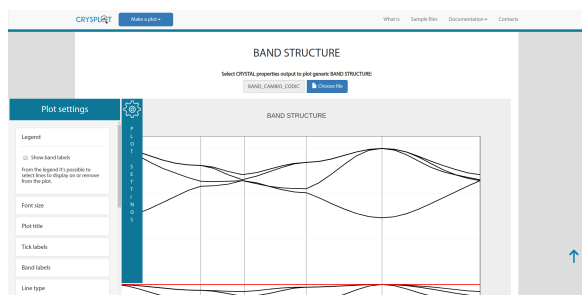 CRYSPLOT
Make a plot
What is
Sample files
Documentation
Contacts
BAND STRUCTURE
Select CRYSTAL properties output to plot generic BAND STRUCTURE:
BAND_CAMBIO_CODIC
Choose file
Plot settings
PLOT SETTINGS
BAND STRUCTURE
Legend
Show band labels
From the legend it's possible to
select lines to display on or remove
from the plot.
Font size
Plot title
Tick labels
Band labels
Line type